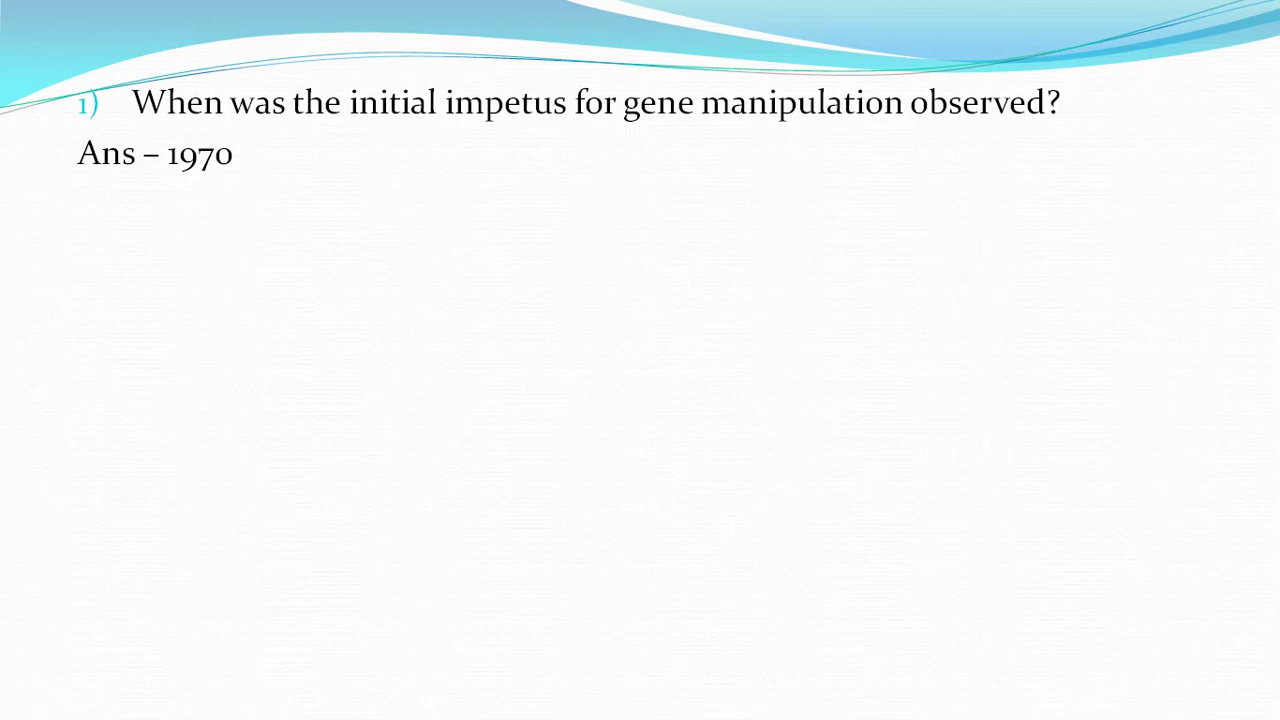 1) When was the initial impetus for gene manipulation observed?
Ans – 1970